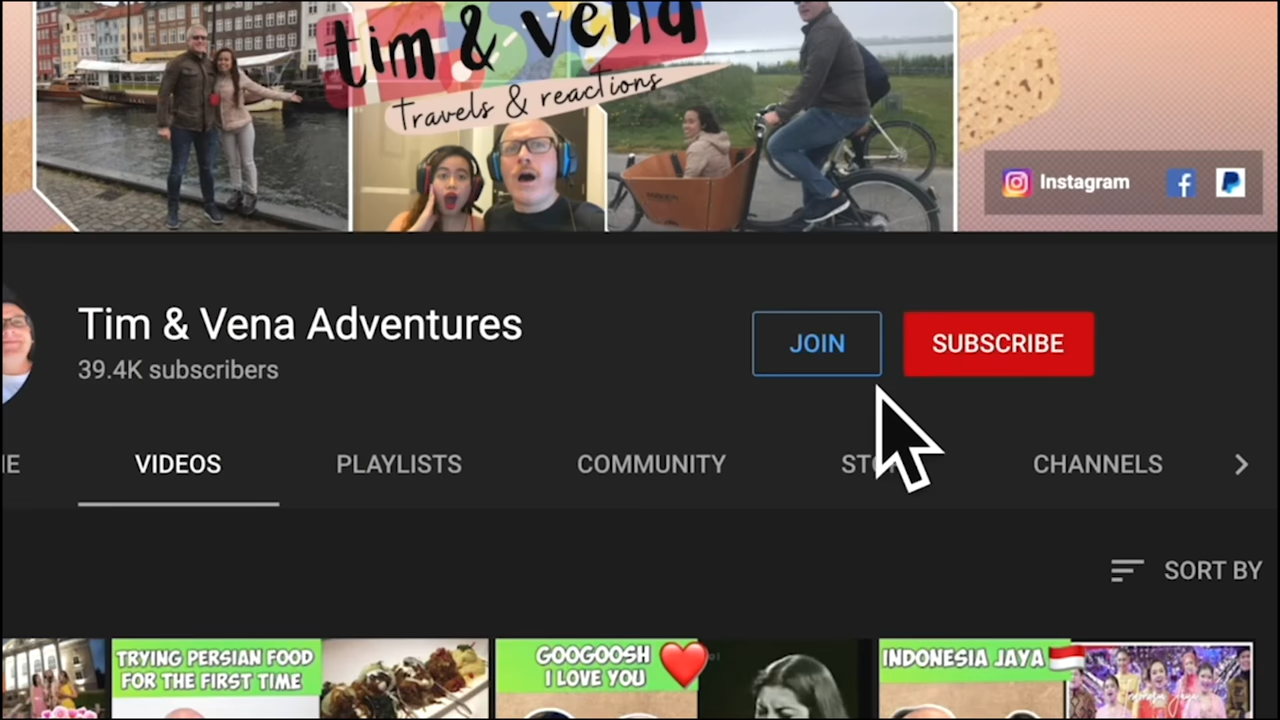 tim & vena
Travels & reactions
Instagram
Tim & Vena Adventures
39.4K subscribers
JOIN
SUBSCRIBE
VIDEOS
PLAYLISTS
COMMUNITY
CHANNELS
SORT BY
TRYING PERSIAN FOOD
FOR THE FIRST TIME
GOOGOOSH
I LOVE YOU
INDONESIA JAYA